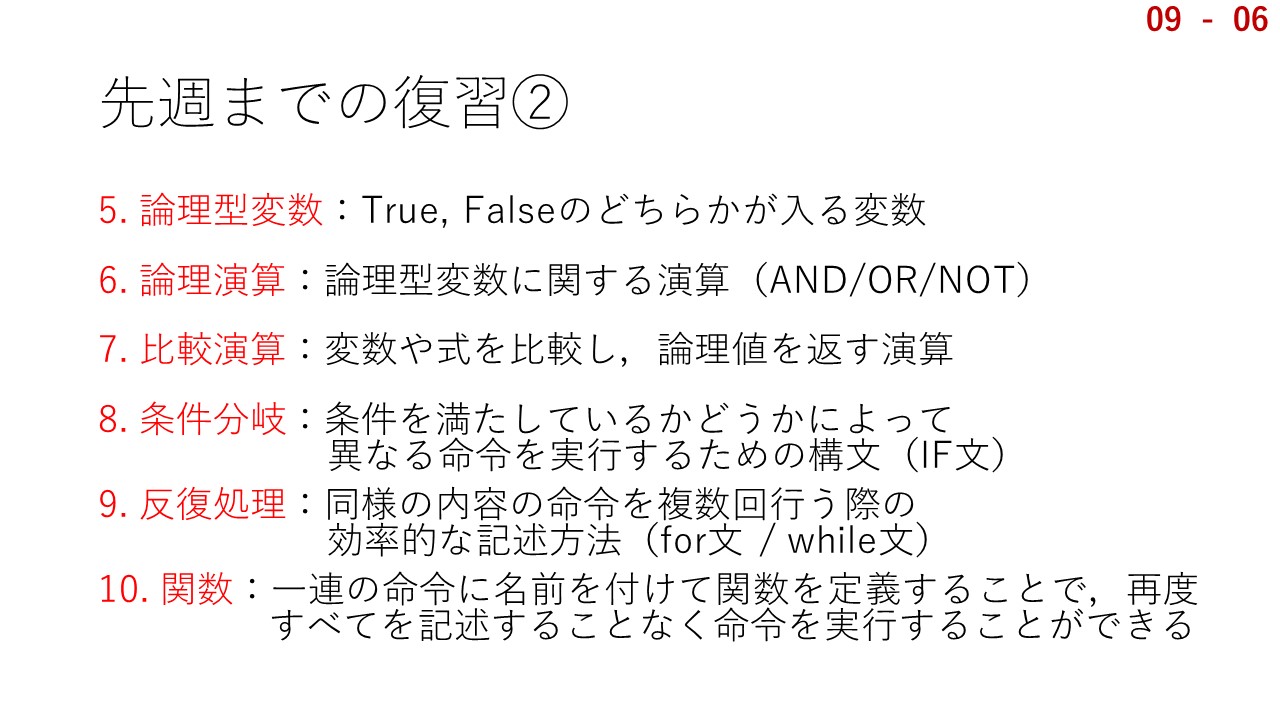 09 - 06
先週までの復習②
5. 論理型変数：True, Falseのどちらかが入る変数
6. 論理演算：論理型変数に関する演算（AND/OR/NOT）
7. 比較演算：変数や式を比較し，論理値を返す演算
8. 条件分岐：条件を満たしているかどうかによって
異なる命令を実行するための構文（IF文）
9. 反復処理：同様の内容の命令を複数回行う際の
効率的な記述方法（for文 / while文）
10. 関数：一連の命令に名前を付けて関数を定義することで，再度
すべてを記述することなく命令を実行することができる